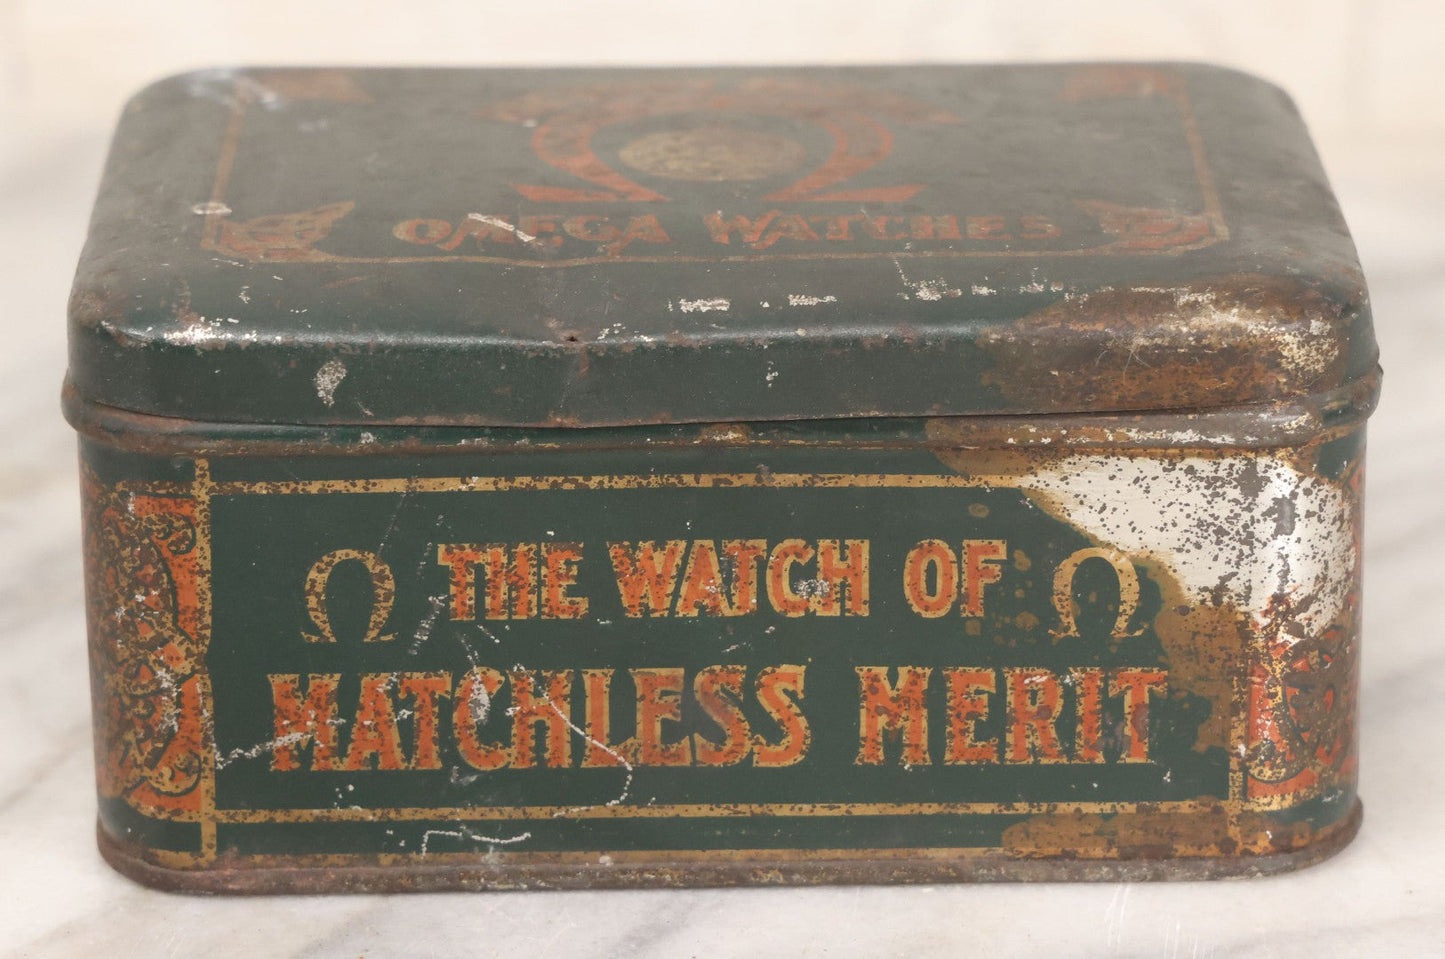 Ω
OMEGA WATCHES
Ω THE WATCH OF Ω
MATCHLESS MERIT